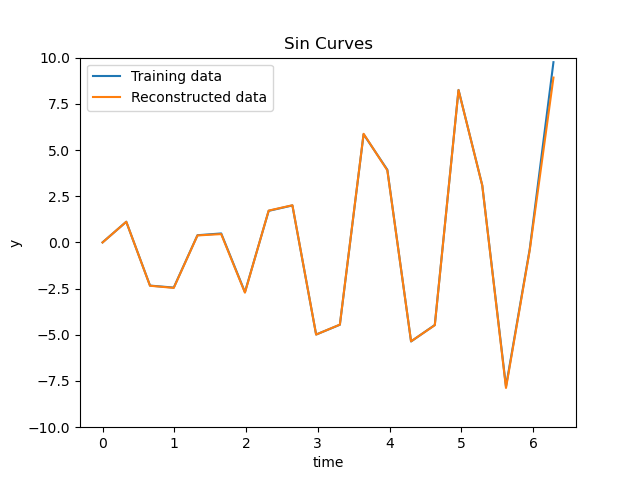 Sin Curves
Training data
Reconstructed data
10.0
7.5
5.0
2.5
0.0
−2.5
−5.0
−7.5
−10.0
y
0 1 2 3 4 5 6
time